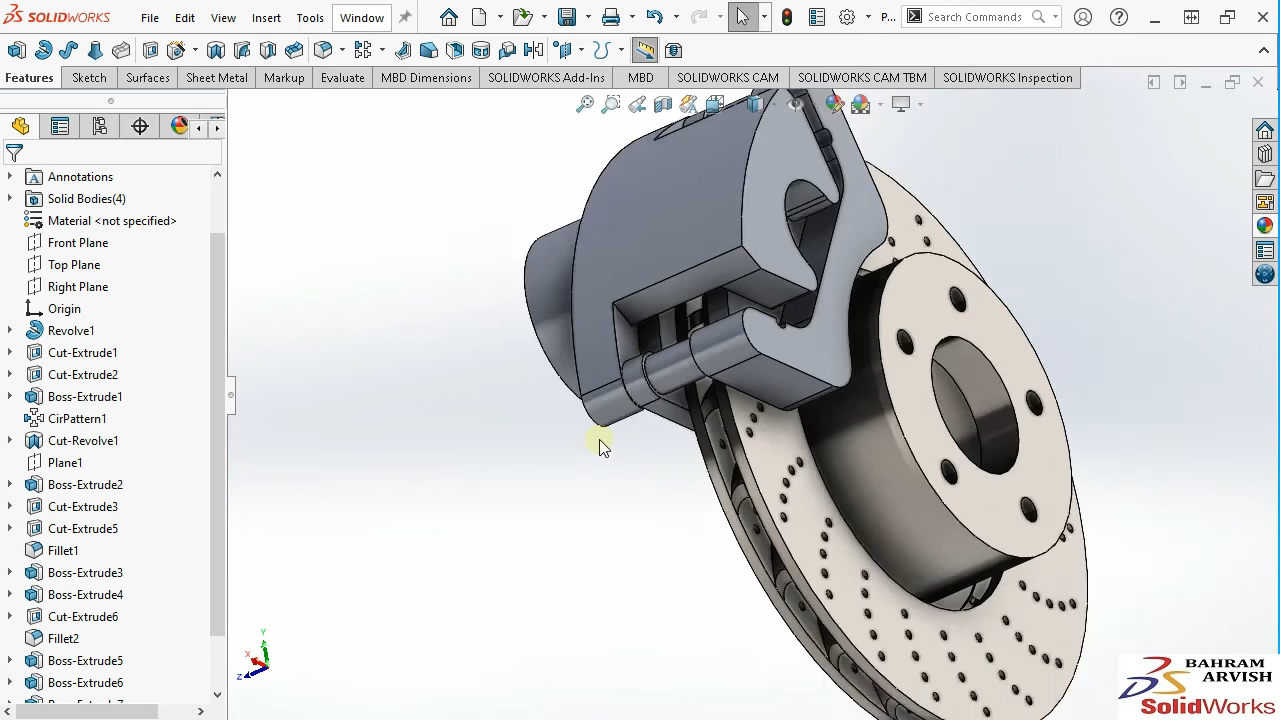 SOLIDWORKS File Edit View Insert Tools Window P... Search Commands
Features Sketch Surfaces Sheet Metal Markup Evaluate MBD Dimensions SOLIDWORKS Add-Ins MBD SOLIDWORKS CAM SOLIDWORKS CAM TBM SOLIDWORKS Inspection
Annotations
Solid Bodies(4)
Material <not specified>
Front Plane
Top Plane
Right Plane
Origin
Revolve1
Cut-Extrude1
Cut-Extrude2
Boss-Extrude1
CirPattern1
Cut-Revolve1
Plane1
Boss-Extrude2
Cut-Extrude3
Cut-Extrude5
Fillet1
Boss-Extrude3
Boss-Extrude4
Cut-Extrude6
Fillet2
Boss-Extrude5
Boss-Extrude6
Y
X
Z
BAHRAM
ARVISH
SolidWorks